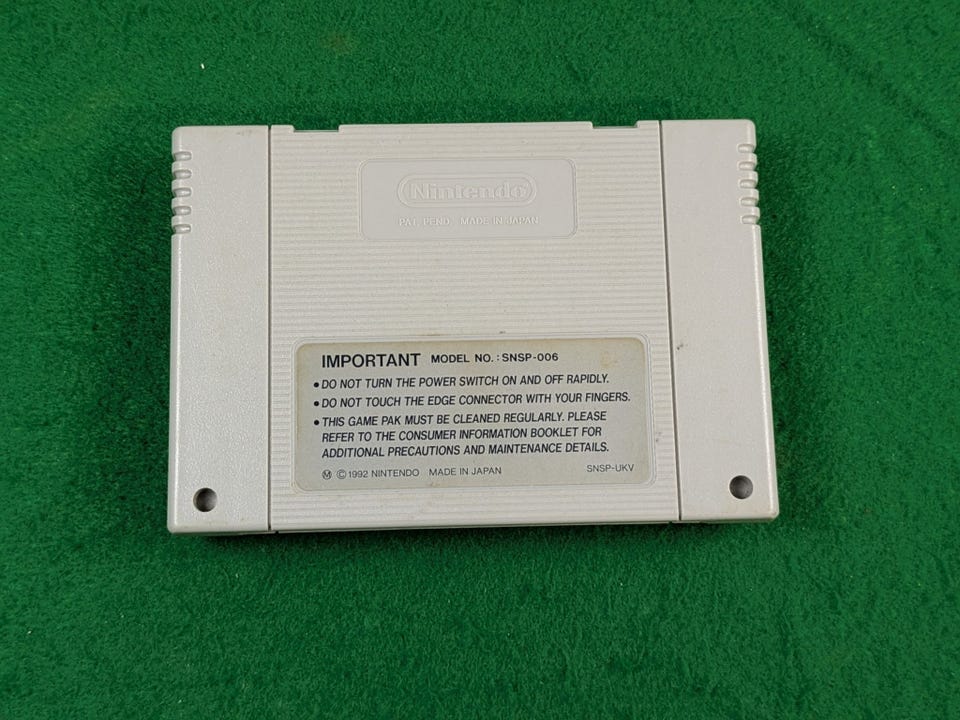 Nintendo®
PAT. PEND. MADE IN JAPAN
IMPORTANT MODEL NO.: SNSP-006
• DO NOT TURN THE POWER SWITCH ON AND OFF RAPIDLY.
• DO NOT TOUCH THE EDGE CONNECTOR WITH YOUR FINGERS.
• THIS GAME PAK MUST BE CLEANED REGULARLY. PLEASE
REFER TO THE CONSUMER INFORMATION BOOKLET FOR
ADDITIONAL PRECAUTIONS AND MAINTENANCE DETAILS.
Ⓜ ©1992 NINTENDO MADE IN JAPAN SNSP-UKV